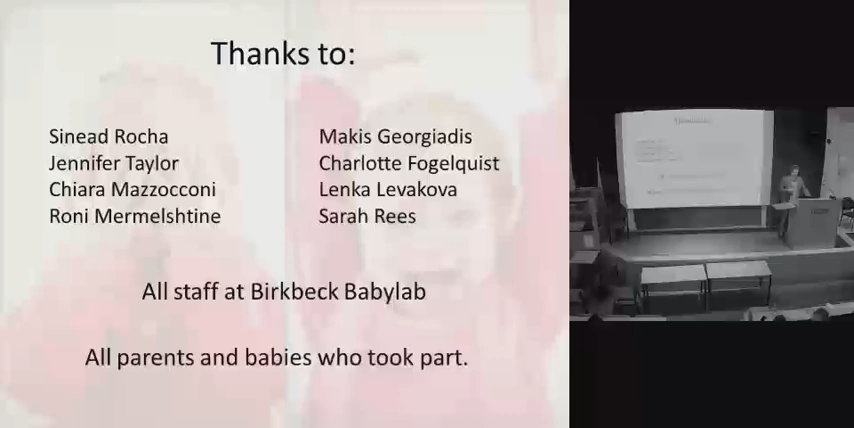 Thanks to:
Sinead Rocha
Jennifer Taylor
Chiara Mazzocconi
Roni Mermelshtine
Makis Georgiadis
Charlotte Fogelquist
Lenka Levakova
Sarah Rees
All staff at Birkbeck Babylab
All parents and babies who took part.